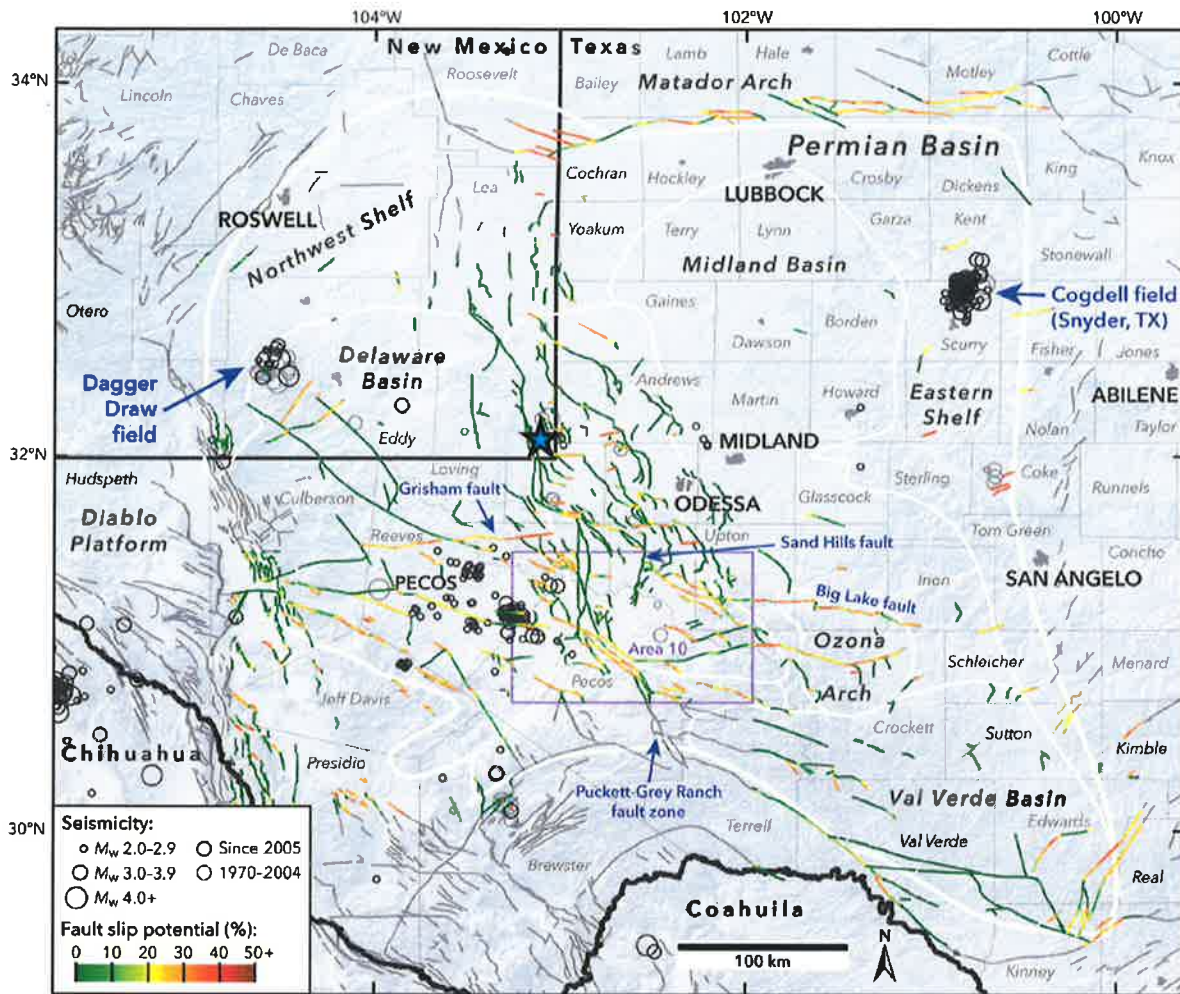 104°W
102°W
100°W
34°N
32°N
30°N
New Mexico
Texas
De Baca
Roosevelt
Lamb
Hale
Cottle
Motley
Bailey
Matador Arch
Lincoln
Chaves
Permian Basin
Cochran
Hockley
Crosby
King
Knox
Lea
LUBBOCK
Dickens
ROSWELL
Northwest Shelf
Yoakum
Terry
Lynn
Garza
Kent
Stonewall
Midland Basin
Otero
Gaines
Borden
Cogdell field
(Snyder, TX)
Dawson
Scurry
Fisher
Jones
Delaware
Basin
Dagger
Draw
field
Andrews
Martin
Howard
Eastern
Shelf
ABILENE
Eddy
MIDLAND
Nolan
Taylor
Hudspeth
Loving
Culberson
Grisham fault
ODESSA
Glasscock
Sterling
Coke
Runnels
Diablo
Platform
Reeves
Upton
Sand Hills fault
Tom Green
Concho
PECOS
Irion
SAN ANGELO
Big Lake fault
Area 10
Ozona
Arch
Schleicher
Menard
Pecos
Jeff Davis
Crockett
Sutton
Kimble
Chihuahua
Presidio
Puckett-Grey Ranch
fault zone
Val Verde Basin
Edwards
Terrell
Val Verde
Real
Brewster
Coahuila
Kinney
N
100 km
Seismicity:
Mw 2.0-2.9
Since 2005
Mw 3.0-3.9
1970-2004
Mw 4.0+
Fault slip potential (%):
0 10 20 30 40 50+